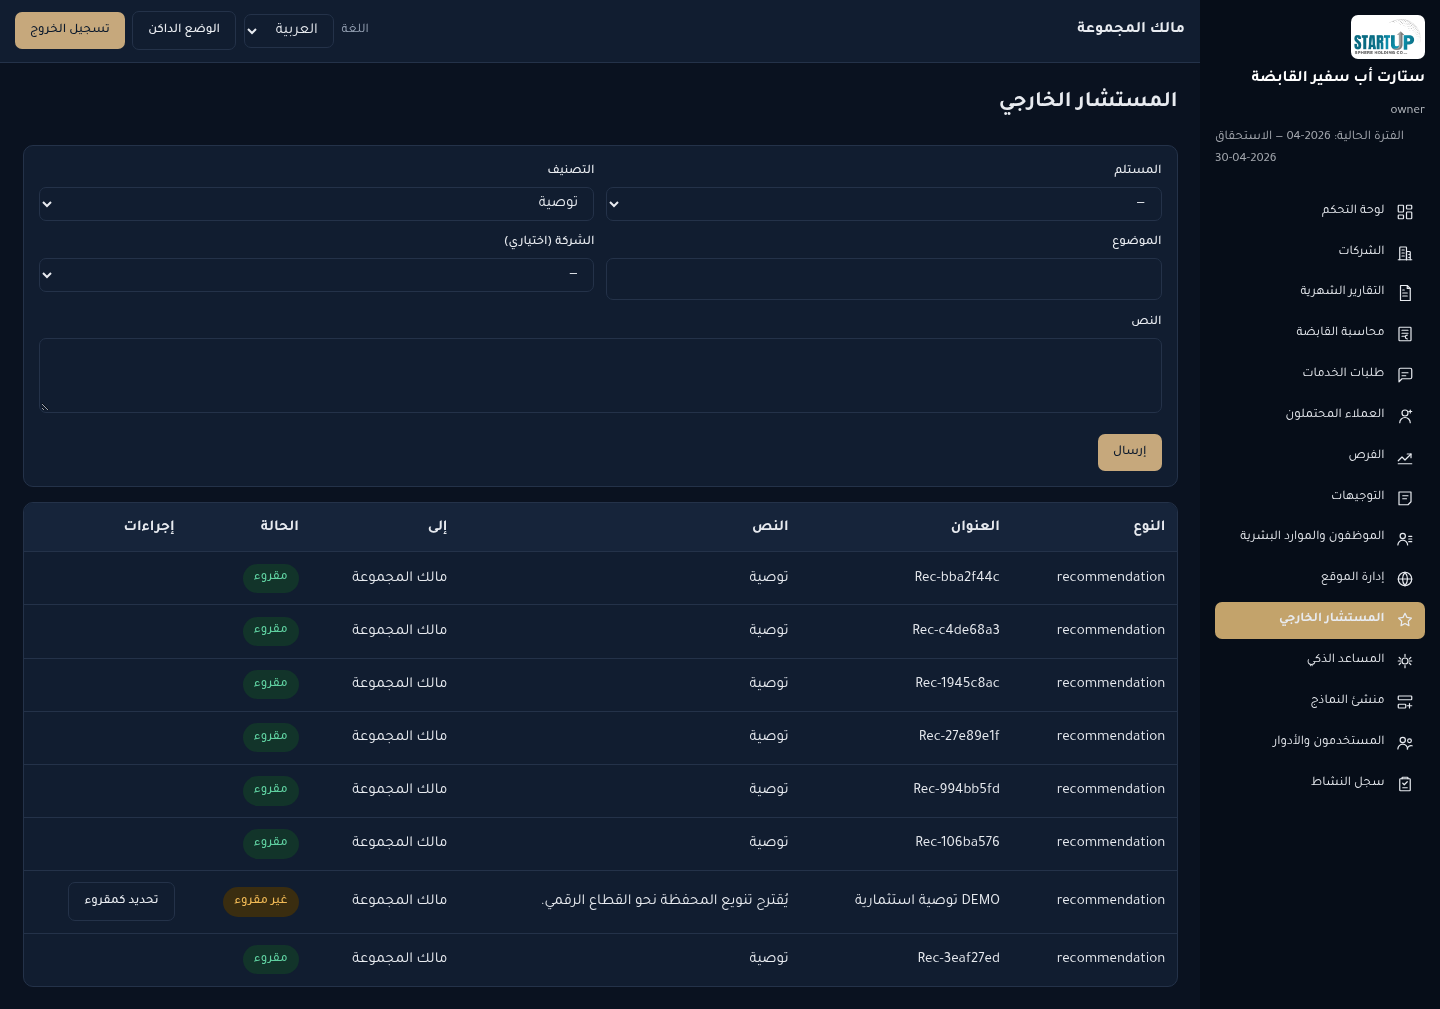 STARTUP
SPHERE HOLDING CO...
ستارت أب سفير القابضة
owner
الفترة الحالية: 2026-04 – الاستحقاق
30-04-2026
لوحة التحكم
الشركات
التقارير الشهرية
محاسبة القابضة
طلبات الخدمات
العملاء المحتملون
الفرص
التوجيهات
الموظفون والموارد البشرية
إدارة الموقع
المستشار الخارجي
المساعد الذكي
منشئ النماذج
المستخدمون والأدوار
سجل النشاط
مالك المجموعة
اللغة العربية الوضع الداكن تسجيل الخروج
المستشار الخارجي
المستلم التصنيف
— توصية
الموضوع الشركة (اختياري)
—
النص
إرسال
النوع العنوان النص إلى الحالة إجراءات
recommendation Rec-bba2f44c توصية مالك المجموعة مقروء
recommendation Rec-c4de68a3 توصية مالك المجموعة مقروء
recommendation Rec-1945c8ac توصية مالك المجموعة مقروء
recommendation Rec-27e89e1f توصية مالك المجموعة مقروء
recommendation Rec-994bb5fd توصية مالك المجموعة مقروء
recommendation Rec-106ba576 توصية مالك المجموعة مقروء
recommendation DEMO توصية استثمارية يُقترح تنويع المحفظة نحو القطاع الرقمي. مالك المجموعة غير مقروء تحديد كمقروء
recommendation Rec-3eaf27ed توصية مالك المجموعة مقروء